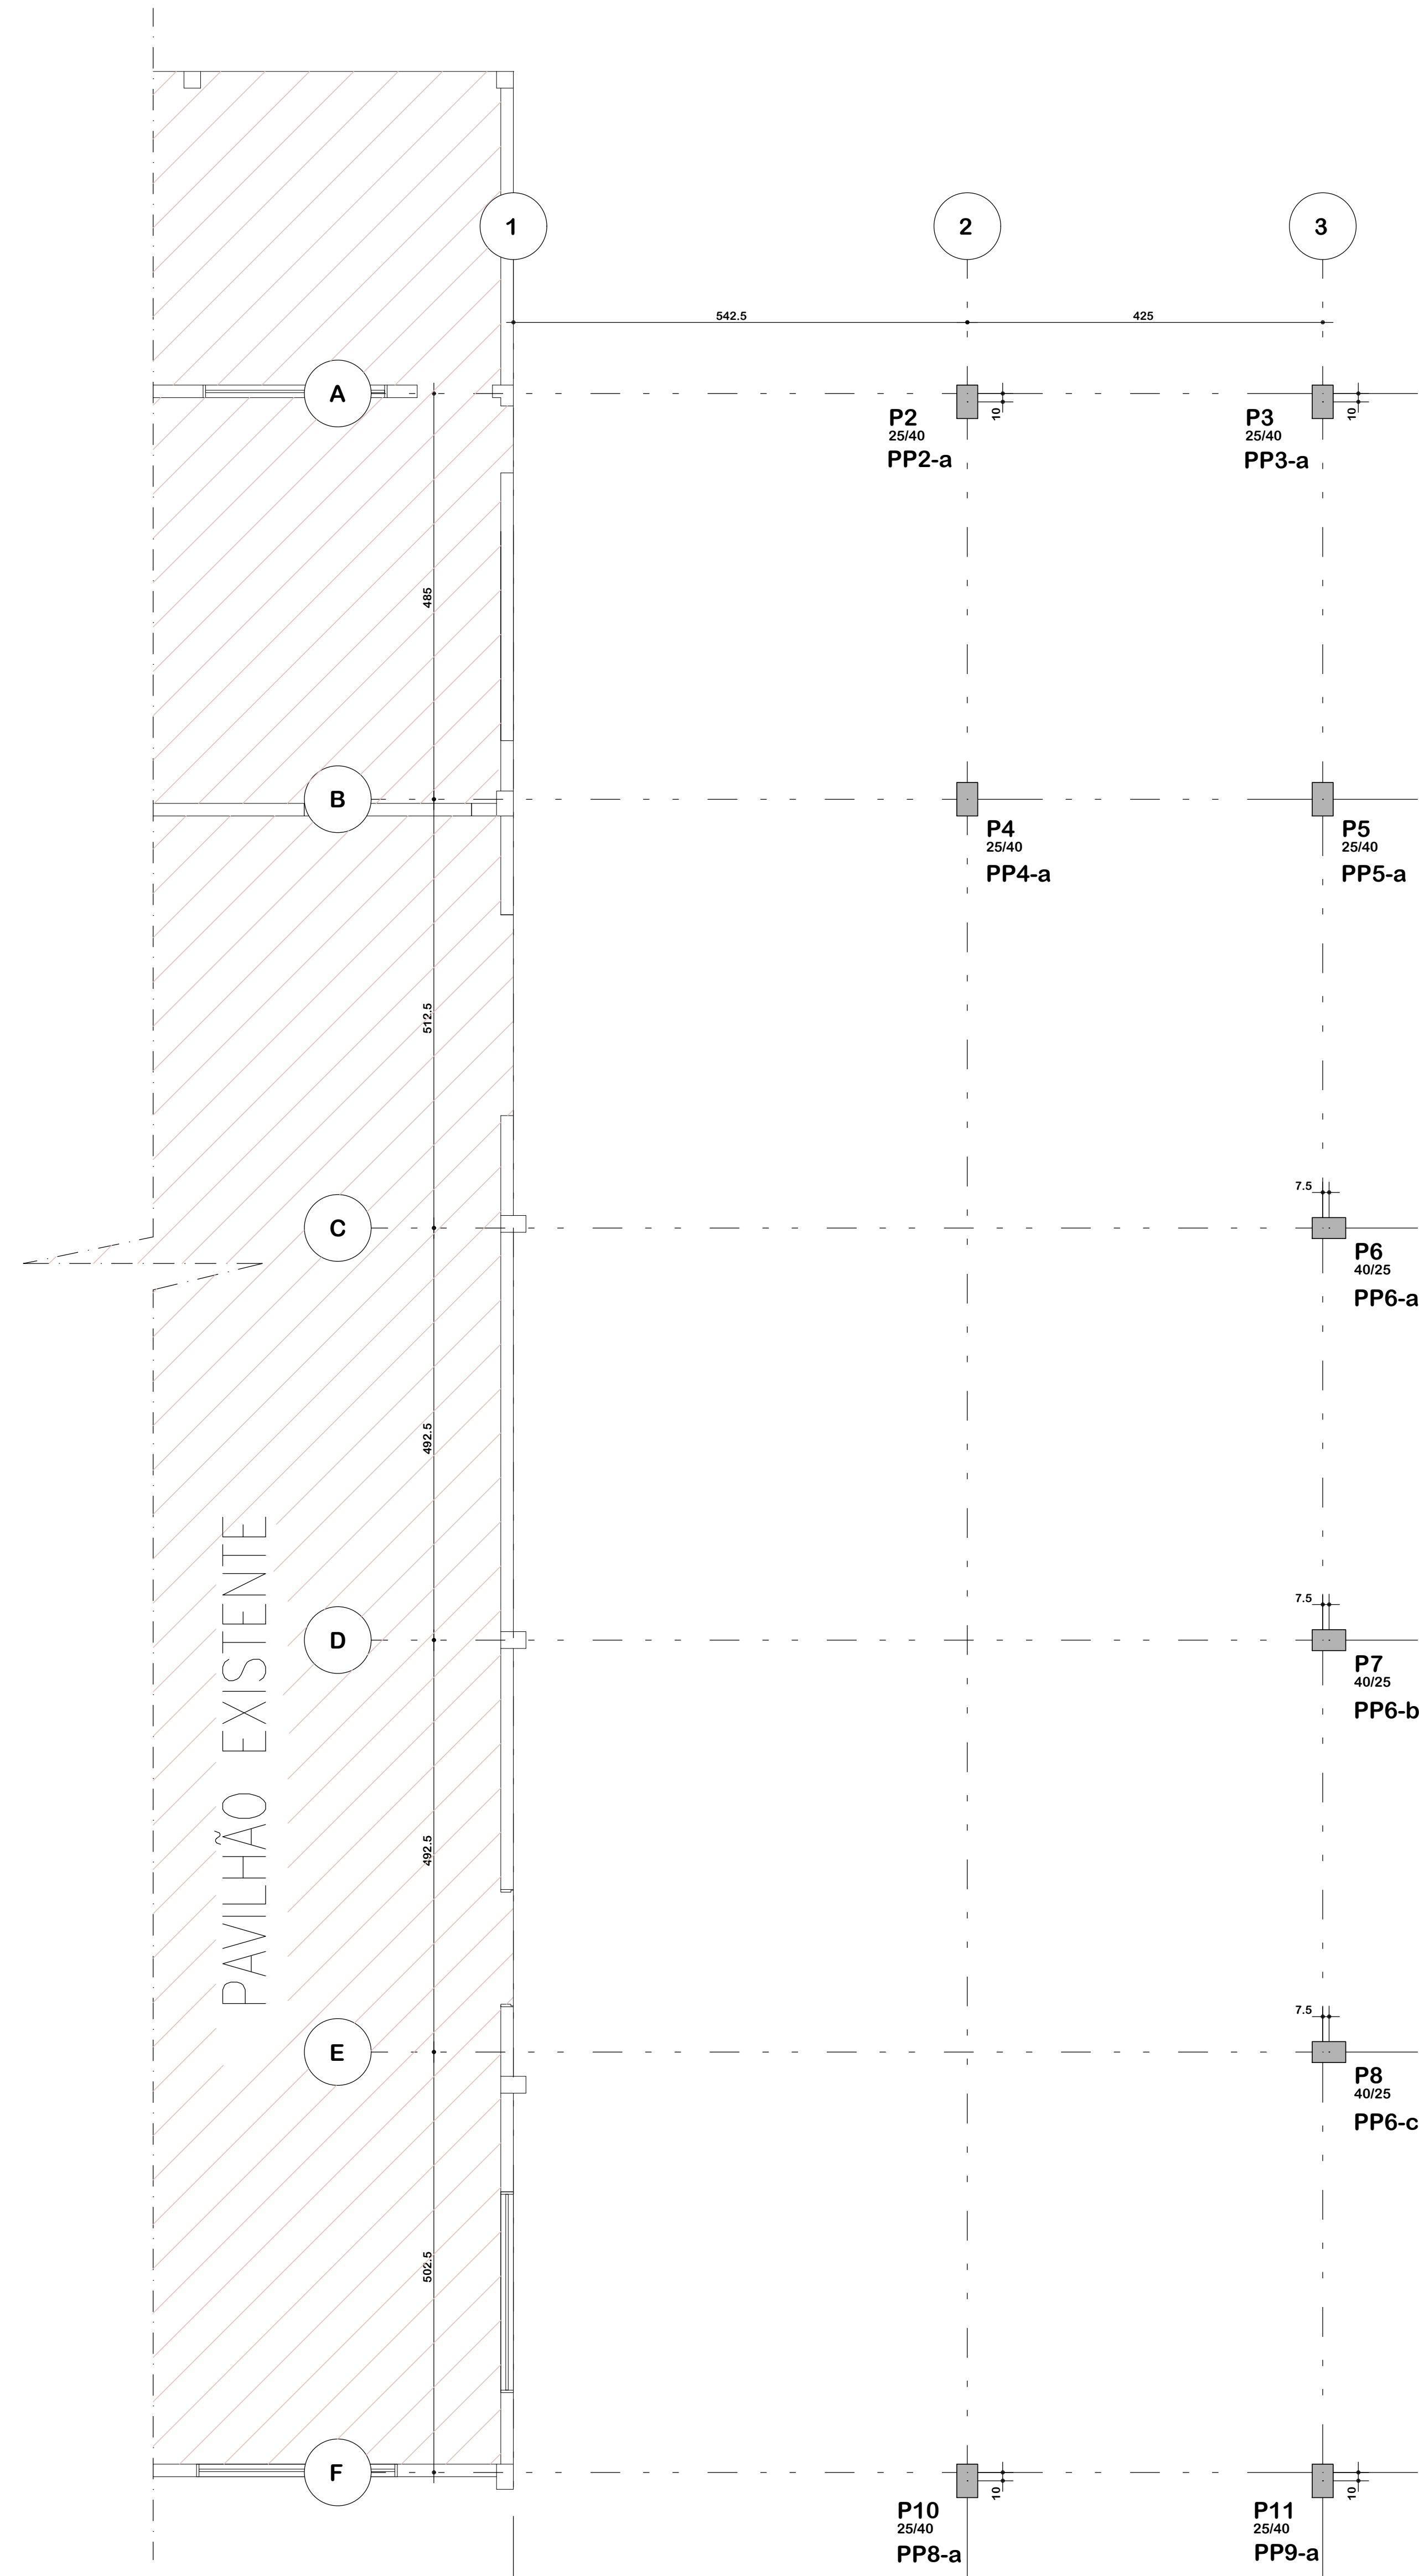 1
2
3
542.5
425
A
10
10
P2
25/40
PP2-a
P3
25/40
PP3-a
485
B
P4
25/40
PP4-a
P5
25/40
PP5-a
512.5
7.5
C
P6
40/25
PP6-a
492.5
PAVILHÃO EXISTENTE
7.5
D
P7
40/25
PP6-b
492.5
7.5
E
P8
40/25
PP6-c
502.5
F
10
10
P10
25/40
PP8-a
P11
25/40
PP9-a